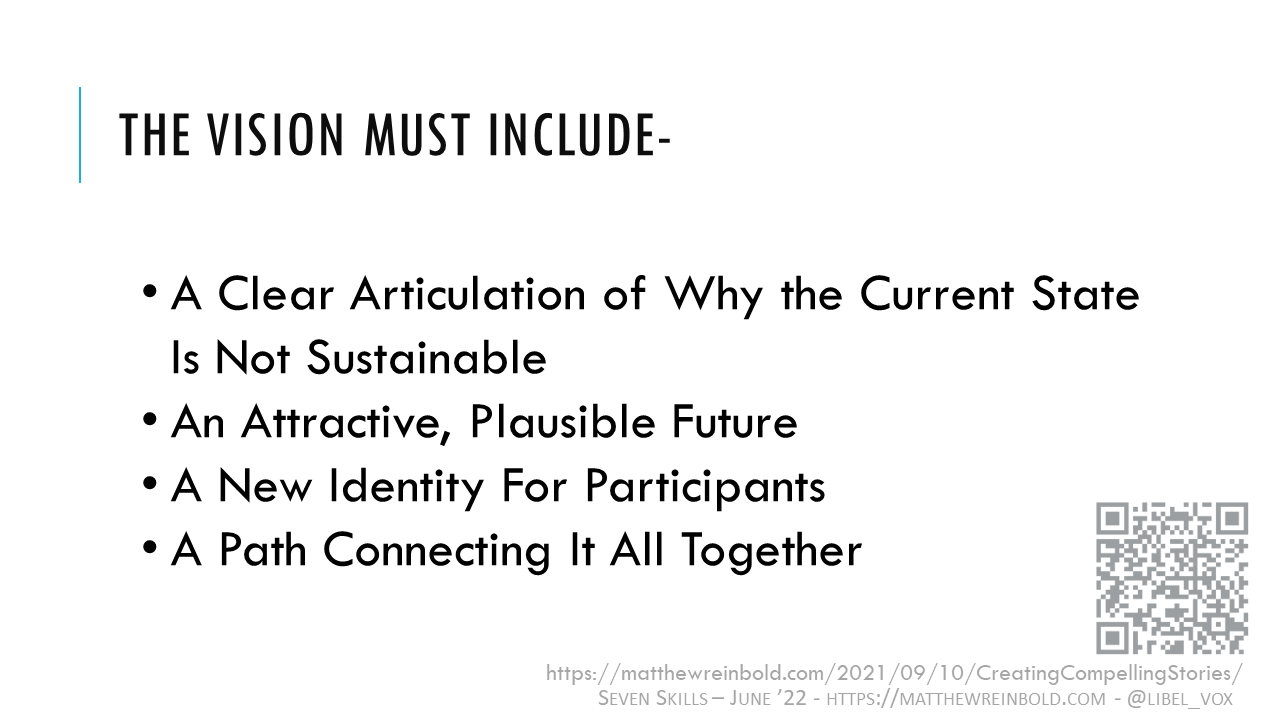 THE VISION MUST INCLUDE-
• A Clear Articulation of Why the Current State
Is Not Sustainable
• An Attractive, Plausible Future
• A New Identity For Participants
• A Path Connecting It All Together
https://matthewreinbold.com/2021/09/10/CreatingCompellingStories/
SEVEN SKILLS – JUNE ’22 - HTTPS://MATTHEWREINBOLD.COM - @LIBEL_VOX